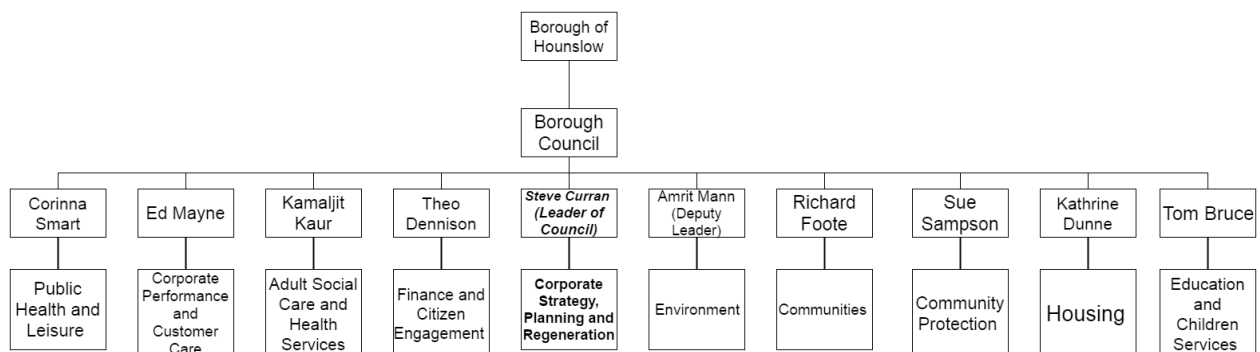 Borough of
Hounslow
Borough
Council
Corinna
Smart
Ed Mayne
Kamaljit
Kaur
Theo
Dennison
Steve Curran
(Leader of
Council)
Amrit Mann
(Deputy
Leader)
Richard
Foote
Sue
Sampson
Kathrine
Dunne
Tom Bruce
Public
Health and
Leisure
Corporate
Performance
and
Customer
Care
Adult Social
Care and
Health
Services
Finance and
Citizen
Engagement
Corporate
Strategy,
Planning and
Regeneration
Environment
Communities
Community
Protection
Housing
Education
and
Children
Services